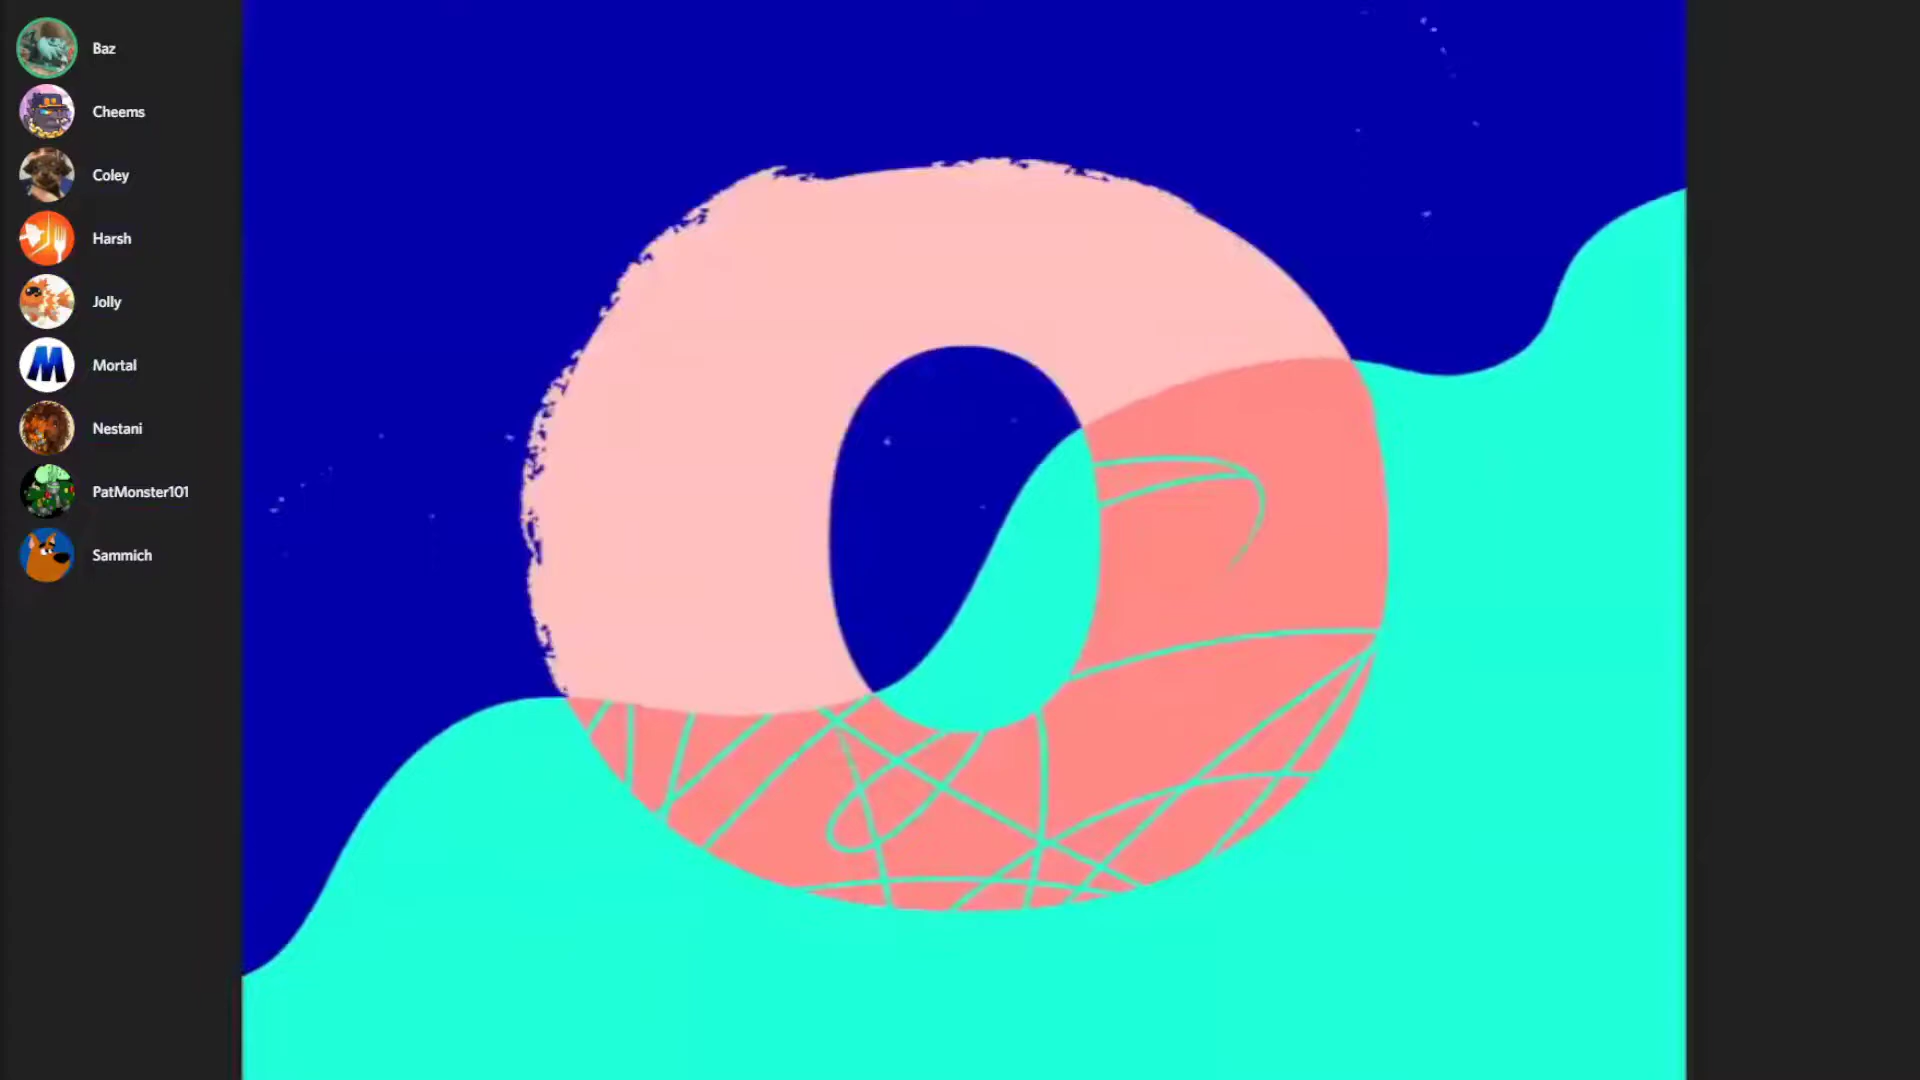 Baz
Cheems
Coley
Harsh
Jolly
M
Mortal
Nestani
PatMonster101
Sammich
O